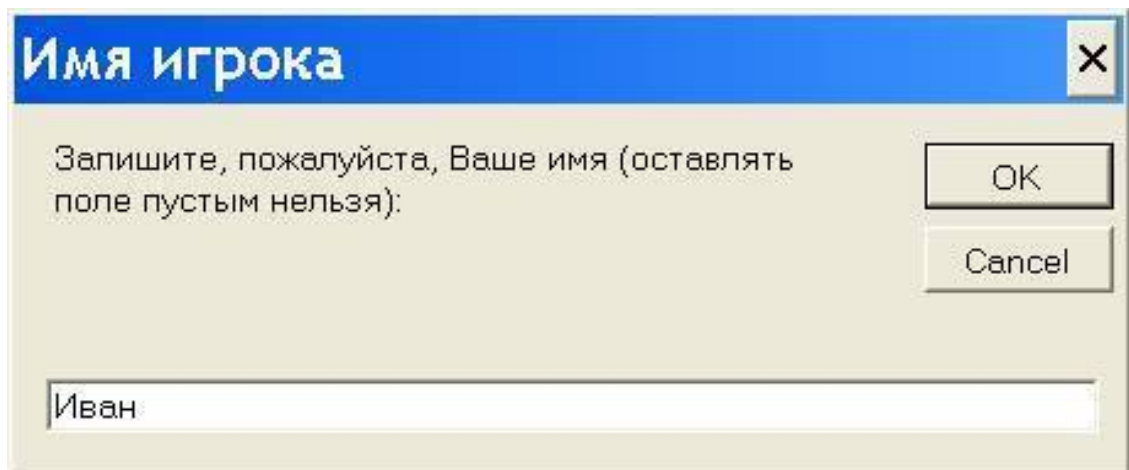 Имя игрока
Запишите, пожалуйста, Ваше имя (оставлять
поле пустым нельзя):
OK
Cancel
Иван